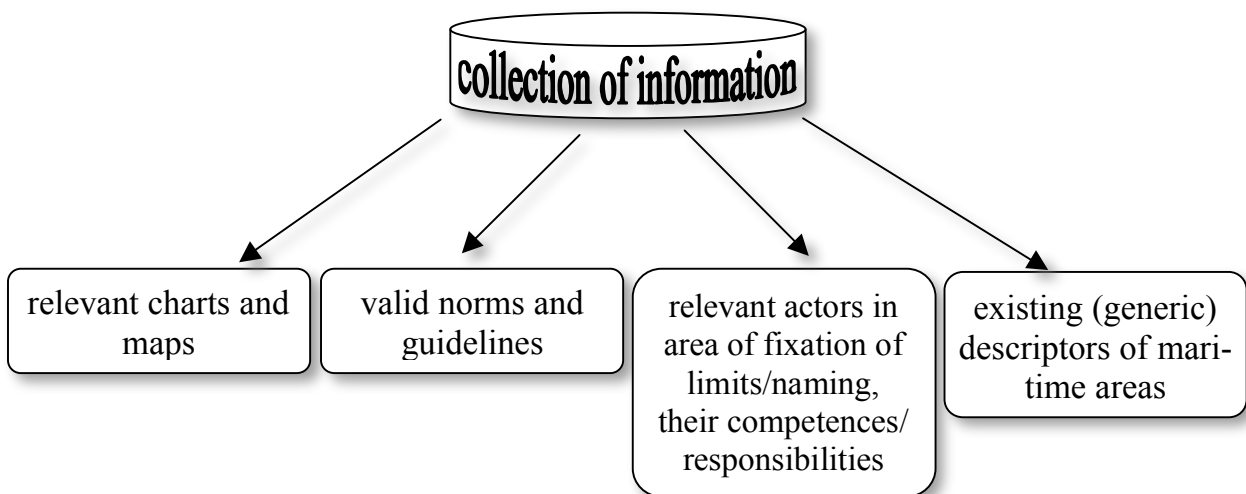 collection of information
relevant charts and
maps
valid norms and
guidelines
relevant actors in
area of fixation of
limits/naming,
their competences/
responsibilities
existing (generic)
descriptors of mari-
time areas